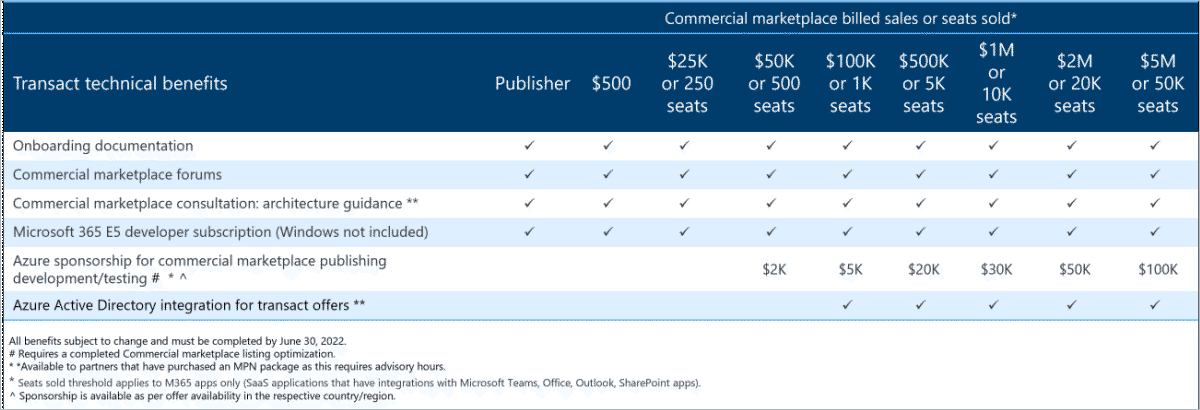 Commercial marketplace billed sales or seats sold*
Transact technical benefits Publisher $500 $25K or 250 seats $50K or 500 seats $100K or 1K seats $500K or 5K seats $1M or 10K seats $2M or 20K seats $5M or 50K seats
Onboarding documentation ✓ ✓ ✓ ✓ ✓ ✓ ✓ ✓ ✓
Commercial marketplace forums ✓ ✓ ✓ ✓ ✓ ✓ ✓ ✓ ✓
Commercial marketplace consultation: architecture guidance ** ✓ ✓ ✓ ✓ ✓ ✓ ✓ ✓ ✓
Microsoft 365 E5 developer subscription (Windows not included) ✓ ✓ ✓ ✓ ✓ ✓ ✓ ✓ ✓
Azure sponsorship for commercial marketplace publishing
development/testing # * ^ $2K $5K $20K $30K $50K $100K
Azure Active Directory integration for transact offers ** ✓ ✓ ✓ ✓ ✓
All benefits subject to change and must be completed by June 30, 2022.
# Requires a completed Commercial marketplace listing optimization.
* *Available to partners that have purchased an MPN package as this requires advisory hours.
* Seats sold threshold applies to M365 apps only (SaaS applications that have integrations with Microsoft Teams, Office, Outlook, SharePoint apps).
^ Sponsorship is available as per offer availability in the respective country/region.